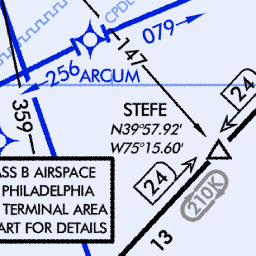 CPDL
079
147
256 ARCUM
24
359
STEFE
N39°57.92'
W75°15.60'
ASS B AIRSPACE
PHILADELPHIA
TERMINAL AREA
ART FOR DETAILS
24
210K
13